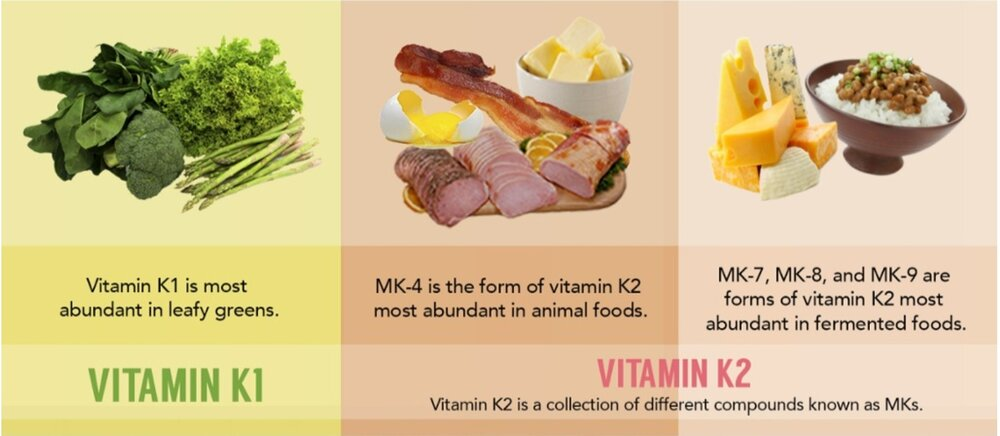 Vitamin K1 is most
abundant in leafy greens.
MK-4 is the form of vitamin K2
most abundant in animal foods.
MK-7, MK-8, and MK-9 are
forms of vitamin K2 most
abundant in fermented foods.
VITAMIN K1
VITAMIN K2
Vitamin K2 is a collection of different compounds known as MKs.